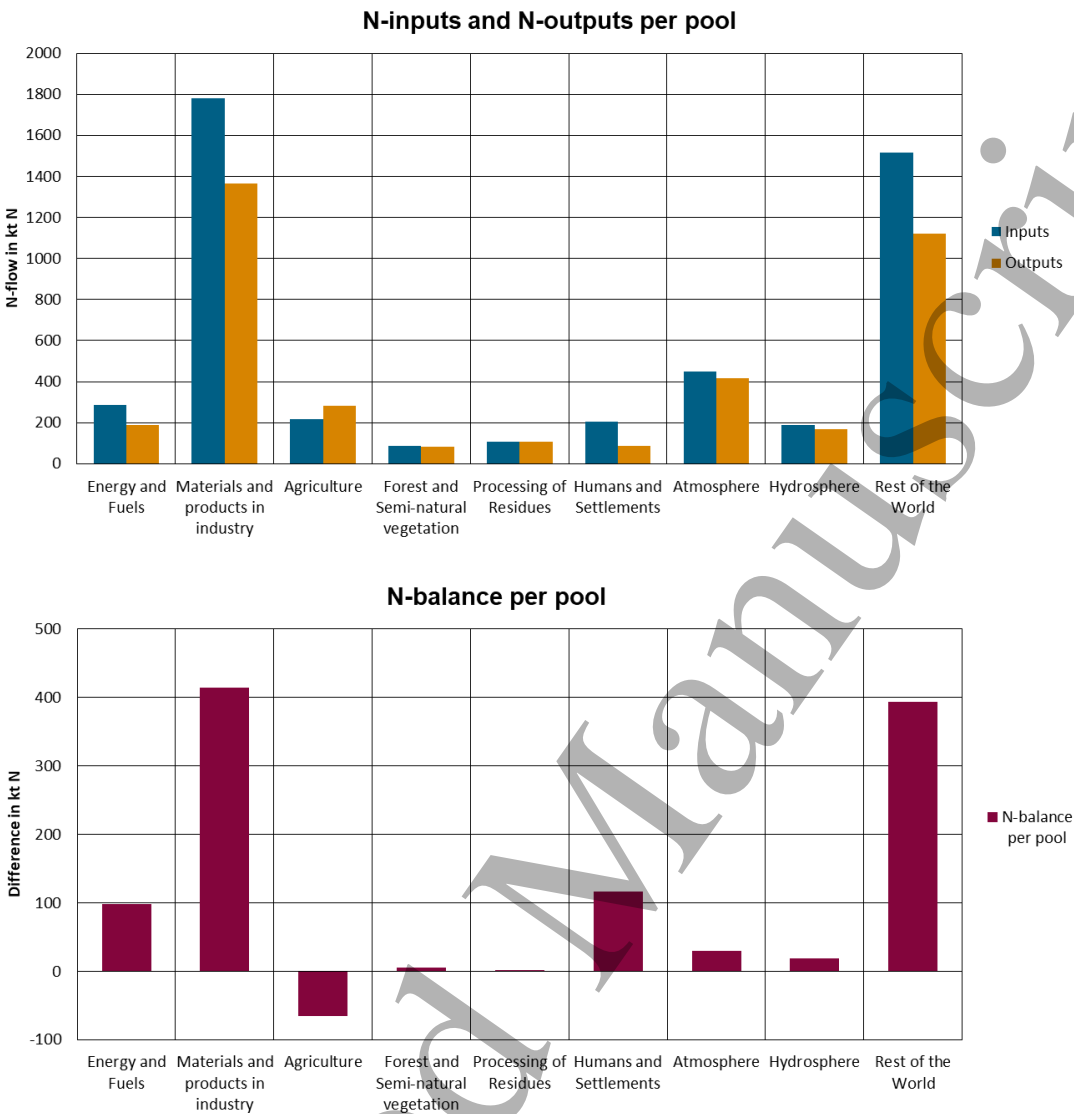 N-inputs and N-outputs per pool
2000
1800
1600
1400
1200
1000
800
600
400
200
0
N-flow in kt N
Energy and
Fuels
Materials and
products in
industry
Agriculture
Forest and
Semi-natural
vegetation
Processing of
Residues
Humans and
Settlements
Atmosphere
Hydrosphere
Rest of the
World
Inputs
Outputs
N-balance per pool
500
400
300
200
100
0
-100
Difference in kt N
Energy and
Fuels
Materials and
products in
industry
Agriculture
Forest and
Semi-natural
vegetation
Processing of
Residues
Humans and
Settlements
Atmosphere
Hydrosphere
Rest of the
World
N-balance
per pool